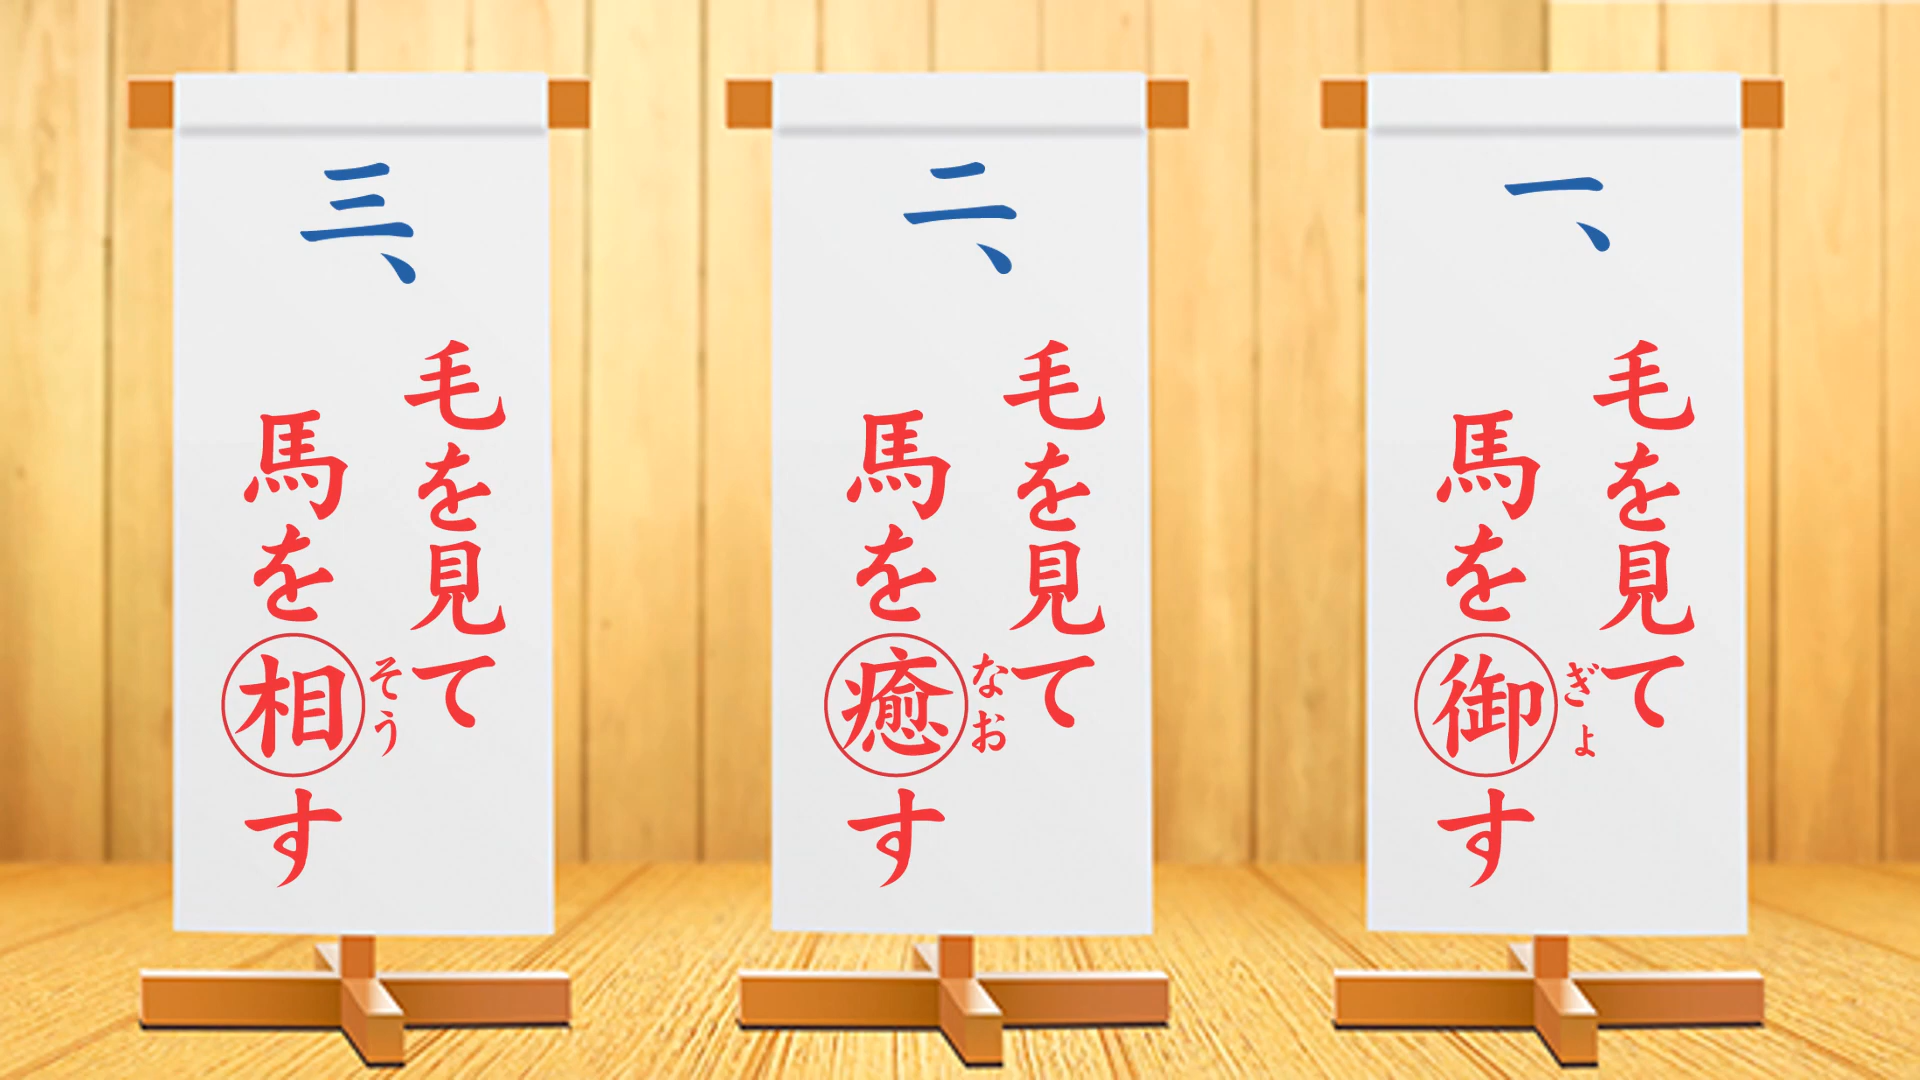 一、
毛を見て
馬を御す
ぎょ
二、
毛を見て
馬を癒す
なお
三、
毛を見て
馬を相す
そう